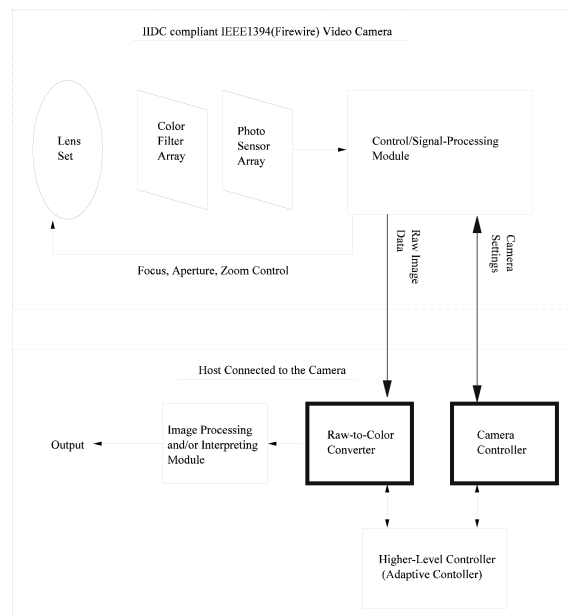 IIDC compliant IEEE1394(Firewire) Video Camera
Lens
Set
Color
Filter
Array
Photo
Sensor
Array
Control/Signal-Processing
Module
Focus, Aperture, Zoom Control
Raw Image
Data
Camera
Settings
Host Connected to the Camera
Output
Image Processing
and/or Interpreting
Module
Raw-to-Color
Converter
Camera
Controller
Higher-Level Controller
(Adaptive Contoller)